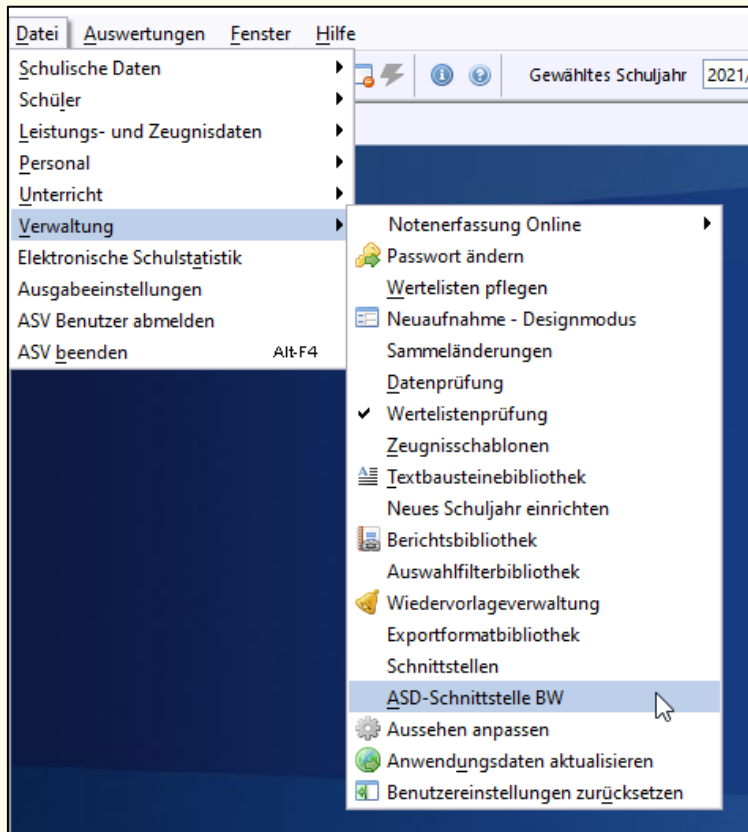 Datei Auswertungen Fenster Hilfe
Gewähltes Schuljahr 2021/
Schulische Daten
Schüler
Leistungs- und Zeugnisdaten
Personal
Unterricht
Verwaltung
Elektronische Schulstatistik
Ausgabeeinstellungen
ASV Benutzer abmelden
ASV beenden Alt-F4
Notenerfassung Online
Passwort ändern
Wertelisten pflegen
Neuaufnahme - Designmodus
Sammeländerungen
Datenprüfung
Wertelistenprüfung
Zeugnisschablonen
Textbausteinebibliothek
Neues Schuljahr einrichten
Berichtsbibliothek
Auswahlfilterbibliothek
Wiedervorlageverwaltung
Exportformatbibliothek
Schnittstellen
ASD-Schnittstelle BW
Aussehen anpassen
Anwendungsdaten aktualisieren
Benutzereinstellungen zurücksetzen